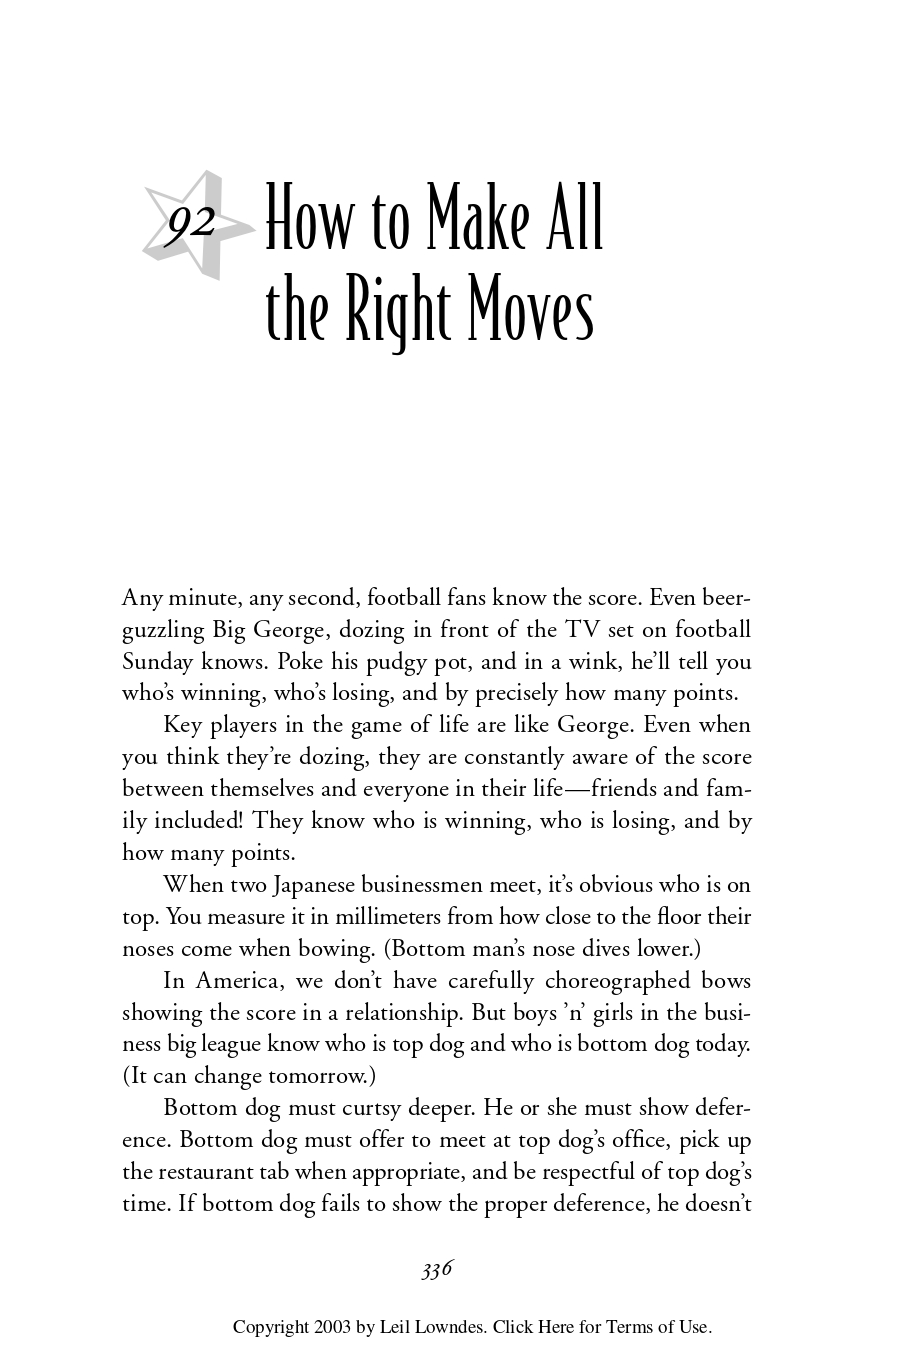 92
How to Make All
the Right Moves
Any minute, any second, football fans know the score. Even beer-
guzzling Big George, dozing in front of the TV set on football
Sunday knows. Poke his pudgy pot, and in a wink, he’ll tell you
who’s winning, who’s losing, and by precisely how many points.
Key players in the game of life are like George. Even when
you think they’re dozing, they are constantly aware of the score
between themselves and everyone in their life—friends and fam-
ily included! They know who is winning, who is losing, and by
how many points.
When two Japanese businessmen meet, it’s obvious who is on
top. You measure it in millimeters from how close to the floor their
noses come when bowing. (Bottom man’s nose dives lower.)
In America, we don’t have carefully choreographed bows
showing the score in a relationship. But boys ’n’ girls in the busi-
ness big league know who is top dog and who is bottom dog today.
(It can change tomorrow.)
Bottom dog must curtsy deeper. He or she must show defer-
ence. Bottom dog must offer to meet at top dog’s office, pick up
the restaurant tab when appropriate, and be respectful of top dog’s
time. If bottom dog fails to show the proper deference, he doesn’t
336
Copyright 2003 by Leil Lowndes. Click Here for Terms of Use.